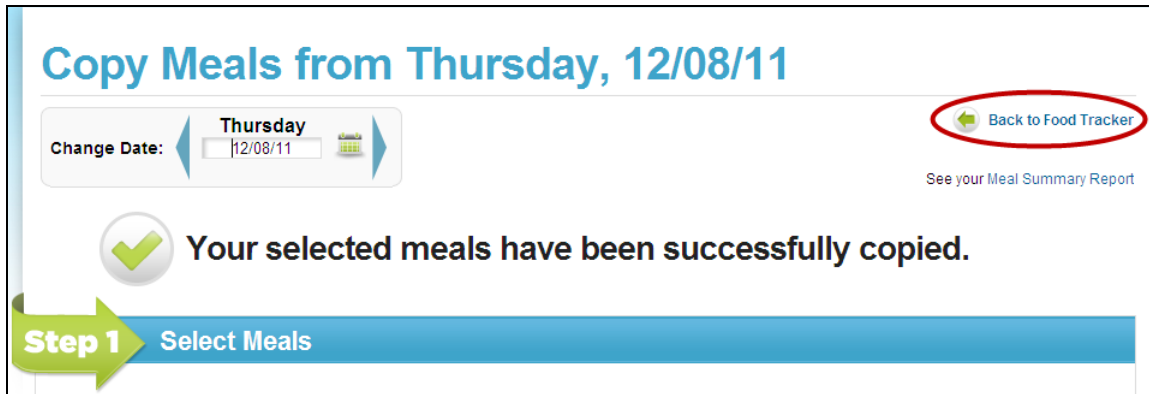 Copy Meals from Thursday, 12/08/11
Thursday
Change Date: 12/08/11
Back to Food Tracker
See your Meal Summary Report
Your selected meals have been successfully copied.
Step 1 Select Meals